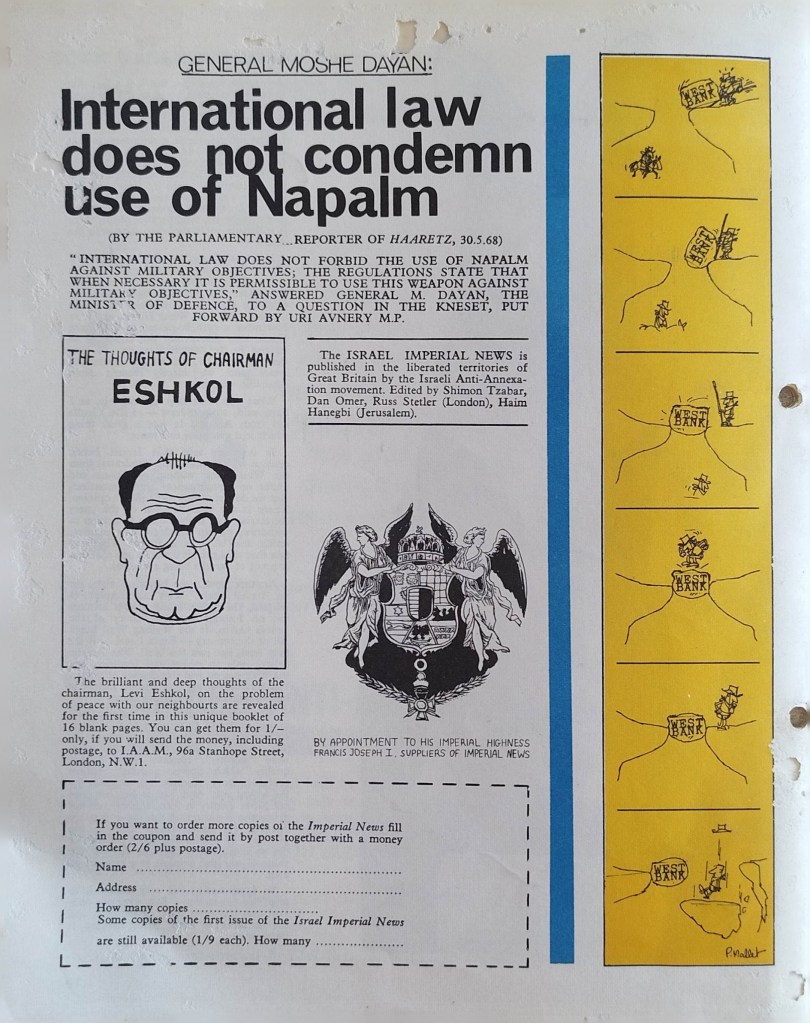 GENERAL MOSHE DAYAN:
International law
does not condemn
use of Napalm
(BY THE PARLIAMENTARY REPORTER OF HAARETZ, 30.5.68)
"INTERNATIONAL LAW DOES NOT FORBID THE USE OF NAPALM
AGAINST MILITARY OBJECTIVES; THE REGULATIONS STATE THAT
WHEN NECESSARY IT IS PERMISSIBLE TO USE THIS WEAPON AGAINST
MILITARY OBJECTIVES," ANSWERED GENERAL M. DAYAN, THE
MINISTER OF DEFENCE, TO A QUESTION IN THE KNESET, PUT
FORWARD BY URI AVNERY M.P.
THE THOUGHTS OF CHAIRMAN
ESHKOL
The brilliant and deep thoughts of the
chairman, Levi Eshkol, on the problem
of peace with our neighbourts are revealed
for the first time in this unique booklet of
16 blank pages. You can get them for 1/–
only, if you will send the money, including
postage, to I.A.A.M., 96a Stanhope Street,
London, N.W.1.
The ISRAEL IMPERIAL NEWS is
published in the liberated territories of
Great Britain by the Israeli Anti-Annexa-
tion movement. Edited by Shimon Tzabar,
Dan Omer, Russ Stetler (London), Haim
Hanegbi (Jerusalem).
BY APPOINTMENT TO HIS IMPERIAL HIGHNESS
FRANCIS JOSEPH I., SUPPLIERS OF IMPERIAL NEWS
If you want to order more copies of the Imperial News fill
in the coupon and send it by post together with a money
order (2/6 plus postage).
Name
Address
How many copies
Some copies of the first issue of the Israel Imperial News
are still available (1/9 each). How many
WEST
BANK
WEST
BANK
WEST
BANK
WEST
BANK
WEST
BANK
WEST
BANK
P. Mallet